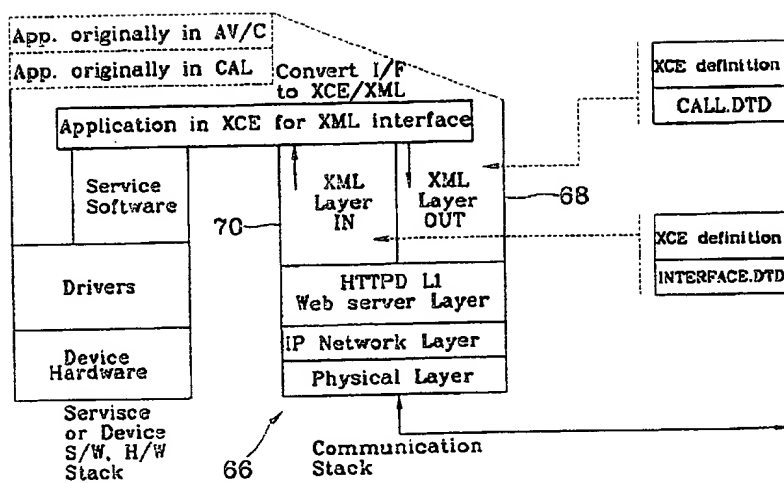 App. originally in AV/C
App. originally in CAL
Convert I/F
to XCE/XML
Application in XCE for XML interface
Service
Software
Drivers
Device
Hardware
Servisce
or Device
S/W, H/W
Stack
70
XML
Layer
IN
XML
Layer
OUT
68
HTTPD L1
Web server Layer
IP Network Layer
Physical Layer
66
Communication
Stack
XCE definition
CALL.DTD
XCE definition
INTERFACE.DTD